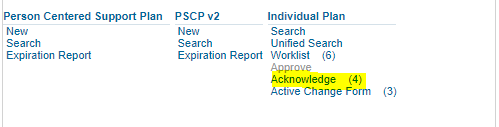 Person Centered Support Plan
New
Search
Expiration Report
PSCP v2
New
Search
Expiration Report
Individual Plan
Search
Unified Search
Worklist (6)
Approve
Acknowledge (4)
Active Change Form (3)